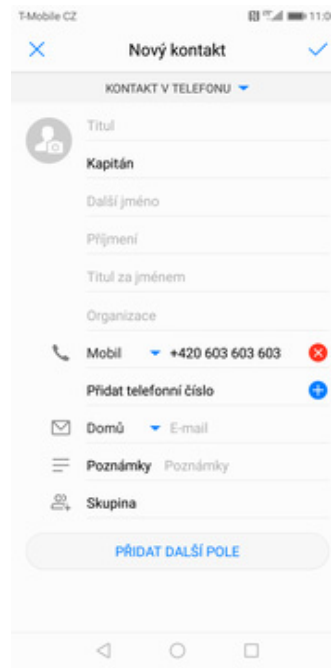 T-Mobile CZ 11:0
Nový kontakt
KONTAKT V TELEFONU
Titul
Kapitán
Další jméno
Příjmení
Titul za jménem
Organizace
Mobil +420 603 603 603
Přidat telefonní číslo
Domů E-mail
Poznámky Poznámky
Skupina
PŘIDAT DALŠÍ POLE